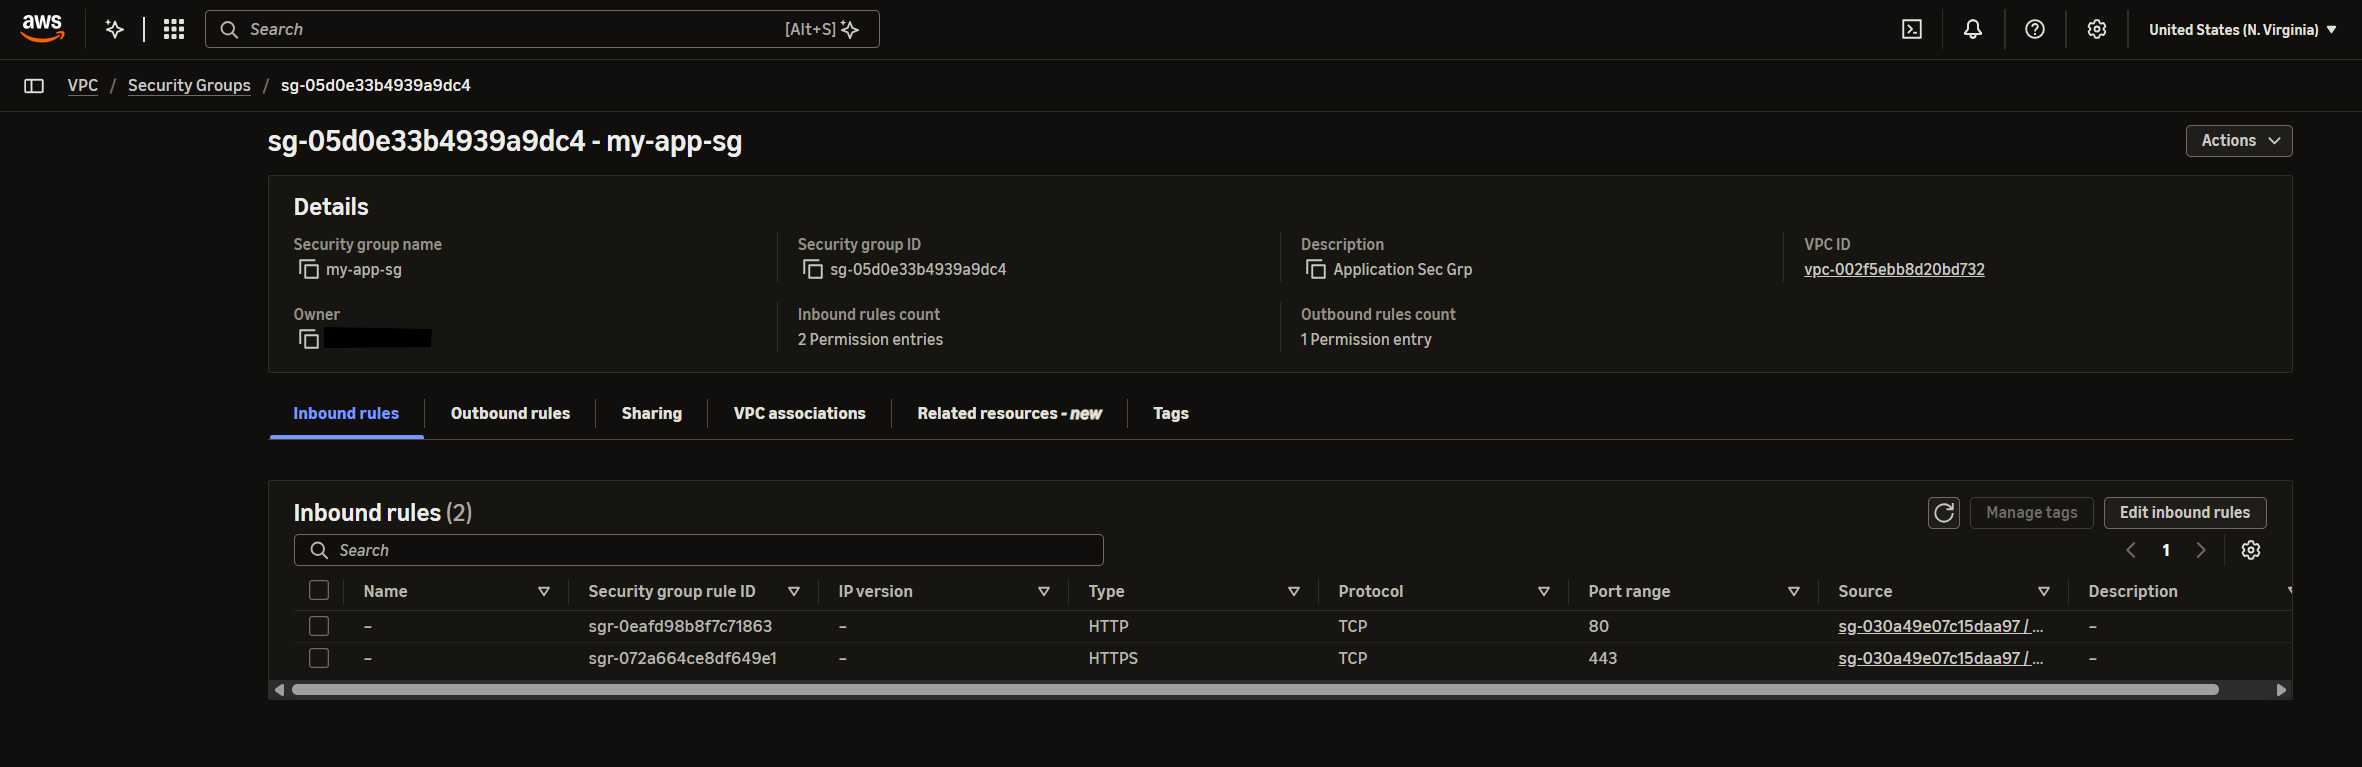 aws
Search [Alt+S]
United States (N. Virginia)
VPC / Security Groups / sg-05d0e33b4939a9dc4
sg-05d0e33b4939a9dc4 - my-app-sg
Actions
Details
Security group name Security group ID Description VPC ID
my-app-sg sg-05d0e33b4939a9dc4 Application Sec Grp vpc-002f5ebb8d20bd732
Owner Inbound rules count Outbound rules count
2 Permission entries 1 Permission entry
Inbound rules Outbound rules Sharing VPC associations Related resources - new Tags
Inbound rules (2)
Manage tags Edit inbound rules
Search
1
Name Security group rule ID IP version Type Protocol Port range Source Description
– sgr-0eafd98b8f7c71863 – HTTP TCP 80 sg-030a49e07c15daa97 / ... –
– sgr-072a664ce8df649e1 – HTTPS TCP 443 sg-030a49e07c15daa97 / ... –